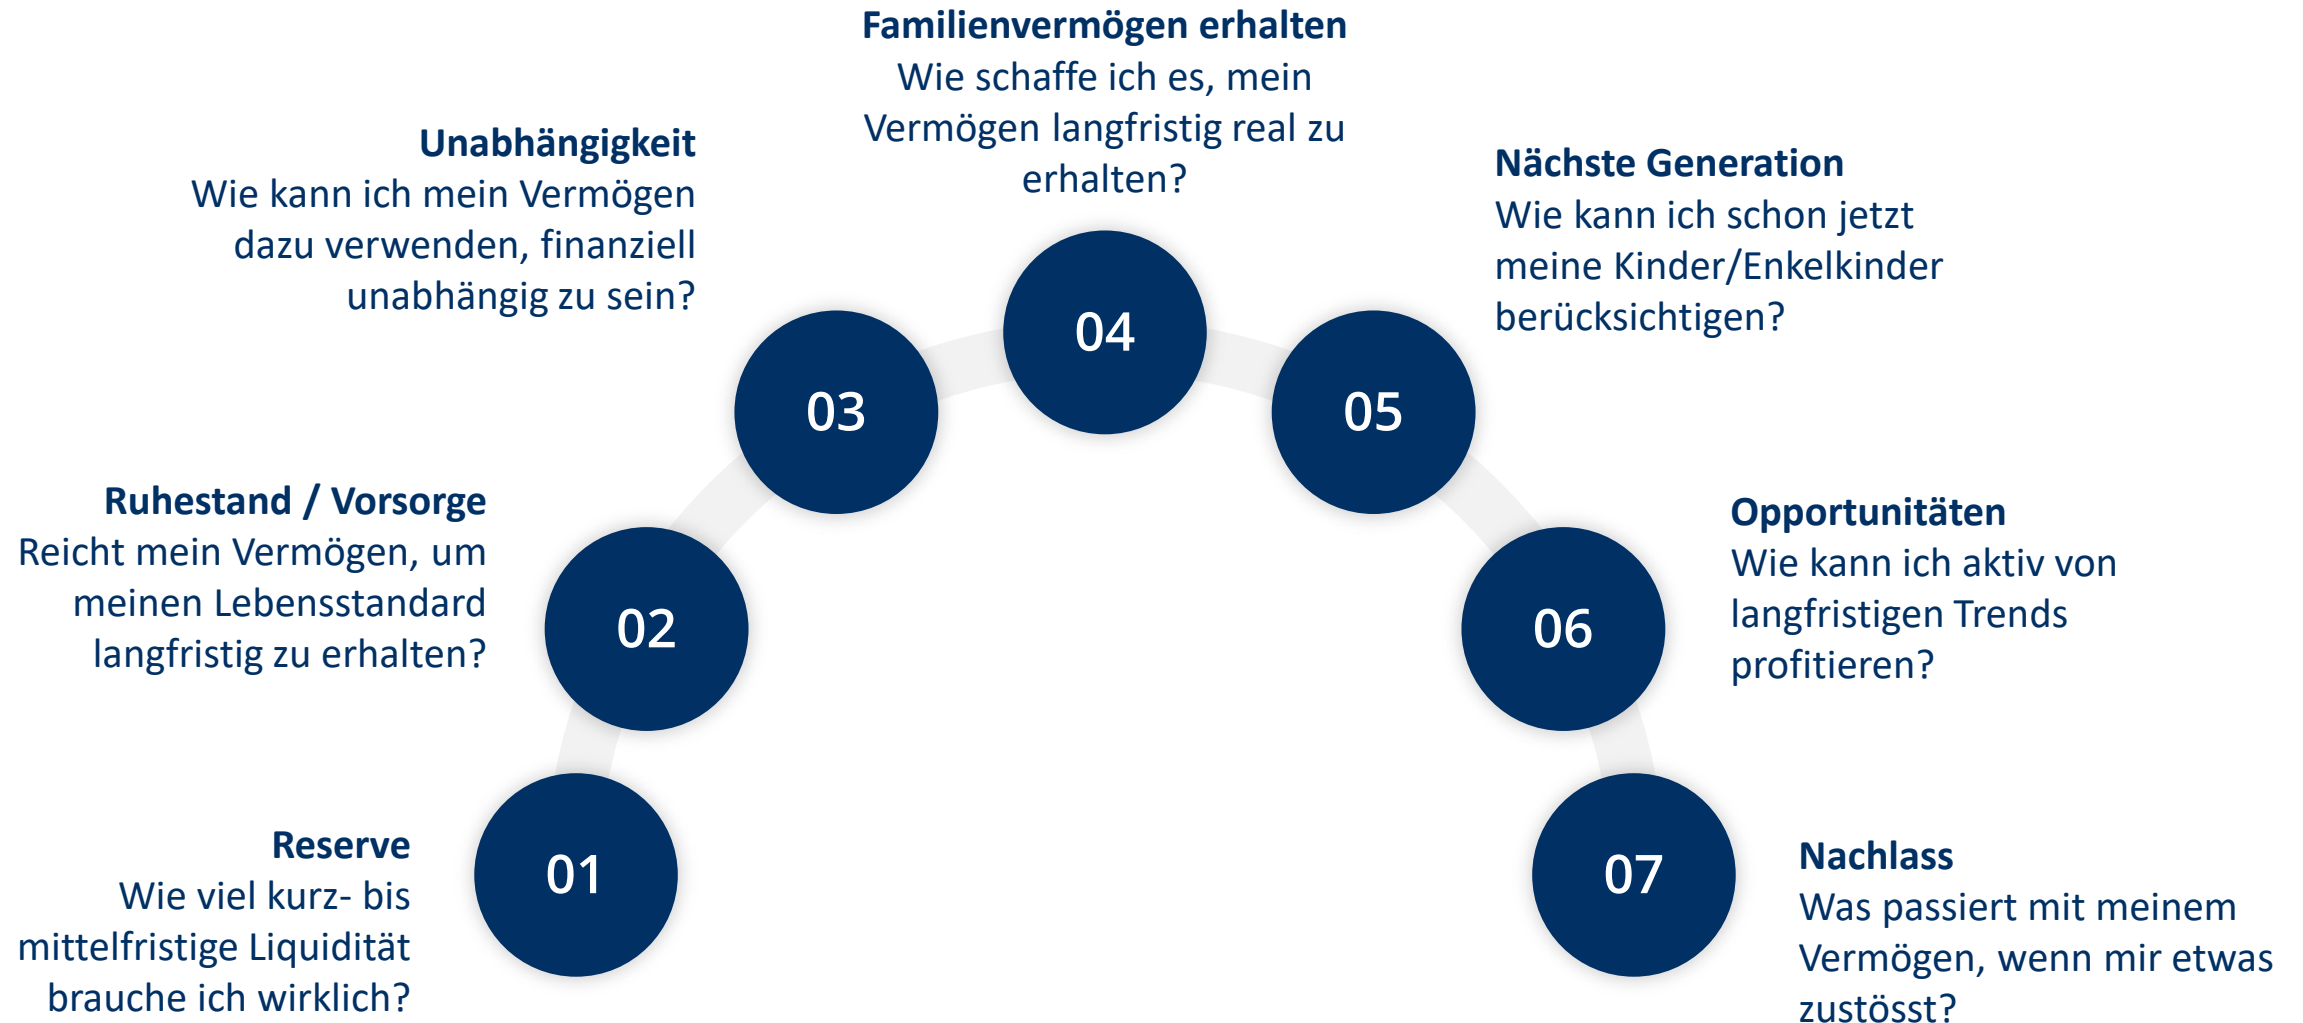 01
Reserve
Wie viel kurz- bis
mittelfristige Liquidität
brauche ich wirklich?
02
Ruhestand / Vorsorge
Reicht mein Vermögen, um
meinen Lebensstandard
langfristig zu erhalten?
03
Unabhängigkeit
Wie kann ich mein Vermögen
dazu verwenden, finanziell
unabhängig zu sein?
04
Familienvermögen erhalten
Wie schaffe ich es, mein
Vermögen langfristig real zu
erhalten?
05
Nächste Generation
Wie kann ich schon jetzt
meine Kinder/Enkelkinder
berücksichtigen?
06
Opportunitäten
Wie kann ich aktiv von
langfristigen Trends
profitieren?
07
Nachlass
Was passiert mit meinem
Vermögen, wenn mir etwas
zustösst?